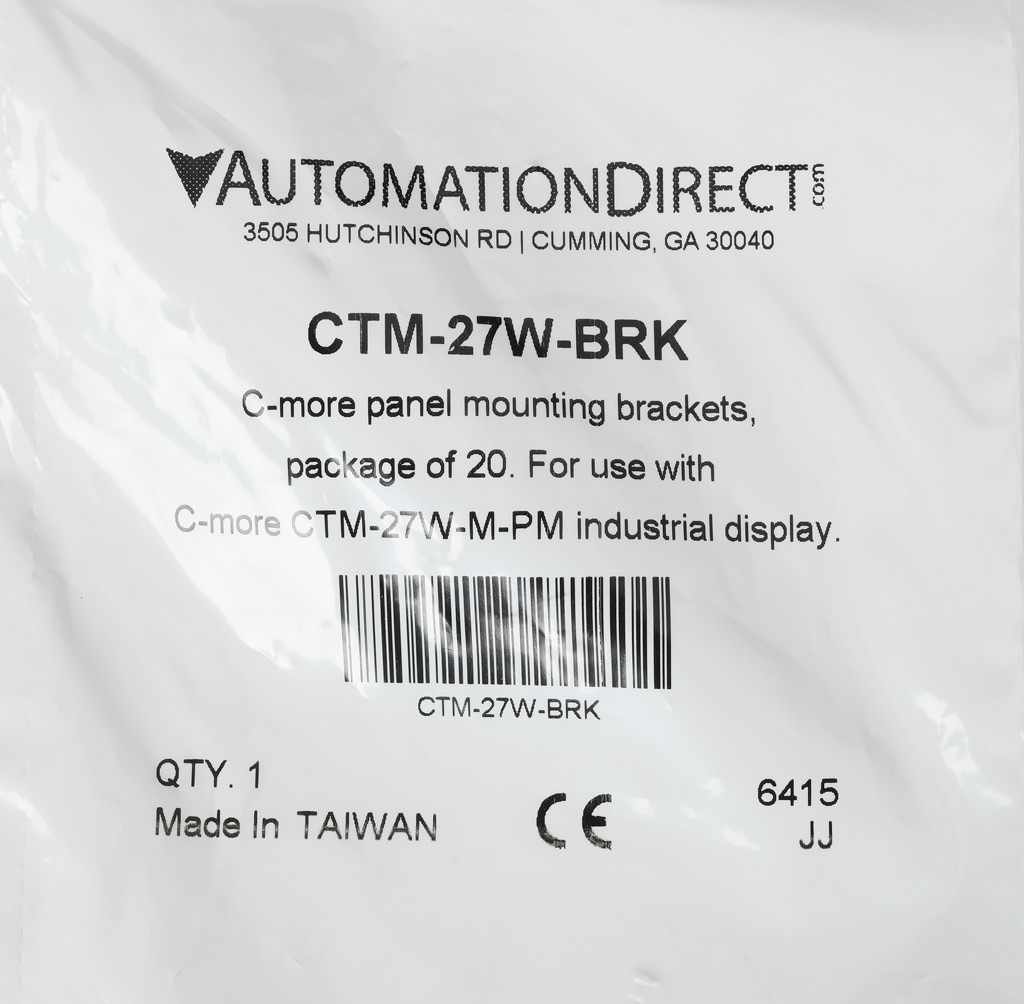 AUTOMATIONDIRECT.com
3505 HUTCHINSON RD | CUMMING, GA 30040
CTM-27W-BRK
C-more panel mounting brackets,
package of 20. For use with
C-more CTM-27W-M-PM industrial display.
CTM-27W-BRK
QTY. 1
Made In TAIWAN
CE
6415
JJ